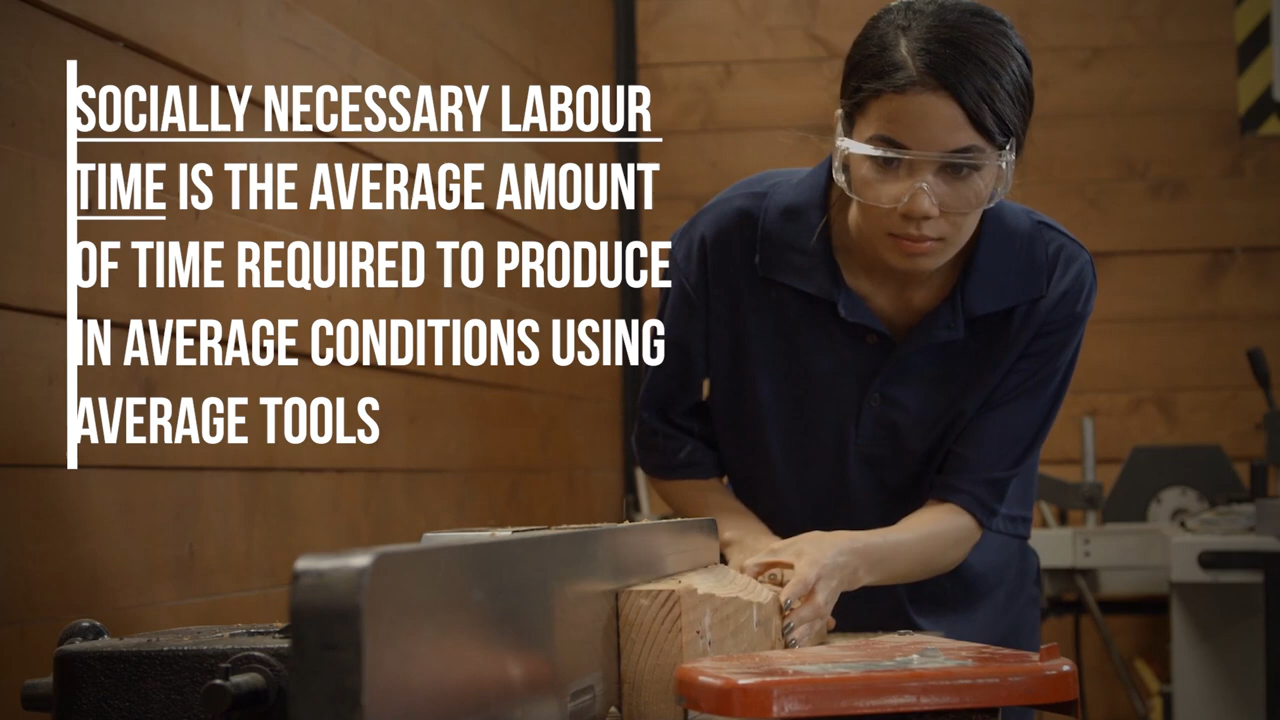 SOCIALLY NECESSARY LABOUR
TIME IS THE AVERAGE AMOUNT
OF TIME REQUIRED TO PRODUCE
IN AVERAGE CONDITIONS USING
AVERAGE TOOLS